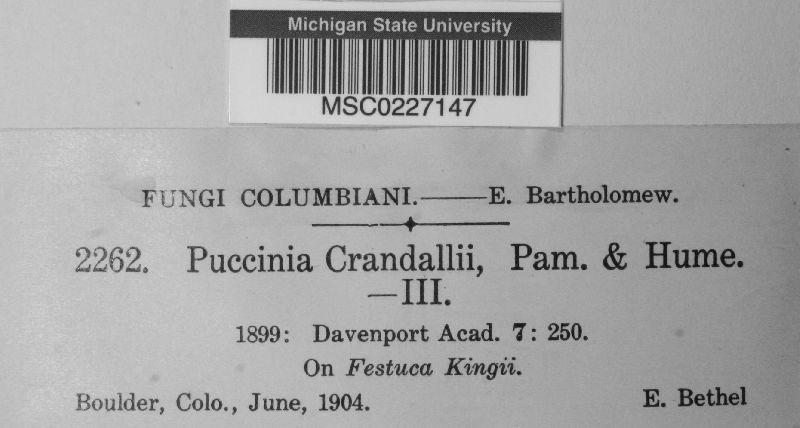 Michigan State University
MSC0227147
FUNGI COLUMBIANI.——E. Bartholomew.
2262. Puccinia Crandallii, Pam. & Hume.
—III.
1899: Davenport Acad. 7: 250.
On Festuca Kingii.
Boulder, Colo., June, 1904. E. Bethel